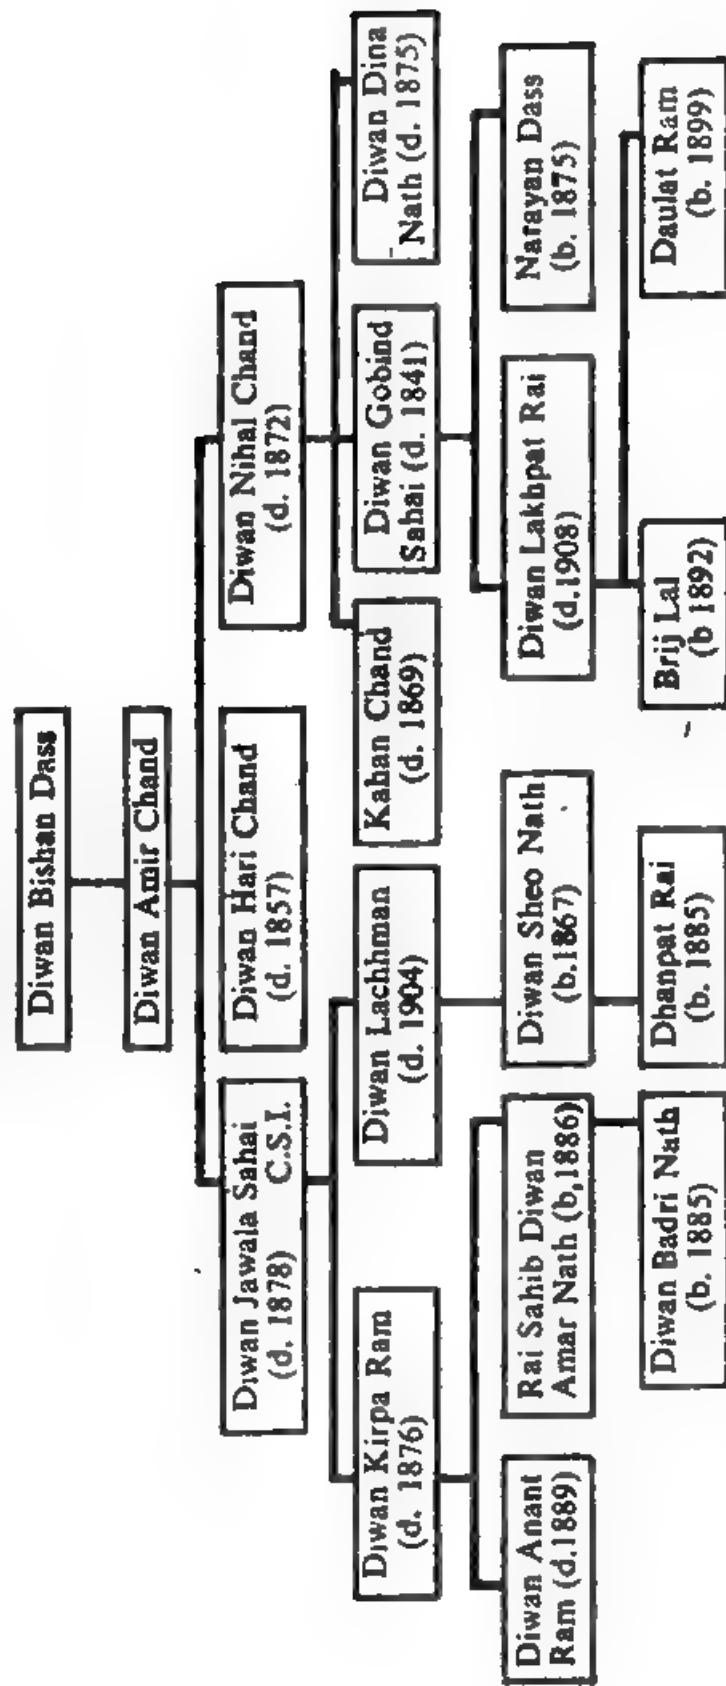 Diwan Bishan Dass
Diwan Amir Chand
Diwan Jawala Sahai
(d. 1878) C.S.I.
Diwan Hari Chand
(d. 1857)
Diwan Nihal Chand
(d. 1872)
Diwan Kirpa Ram
(d. 1876)
Diwan Lachhman
(d. 1904)
Kahan Chand
(d. 1869)
Diwan Gobind
Sahai (d. 1841)
Diwan Dina
Nath (d. 1875)
Diwan Anant
Ram (d.1889)
Rai Sahib Diwan
Amar Nath (b,1886)
Diwan Sheo Nath
(b.1867)
Diwan Lakhpat Rai
(d.1908)
Narayan Dass
(b. 1875)
Diwan Badri Nath
(b. 1885)
Dhanpat Rai
(b. 1885)
Brij Lal
(b 1892)
Daulat Ram
(b. 1899)